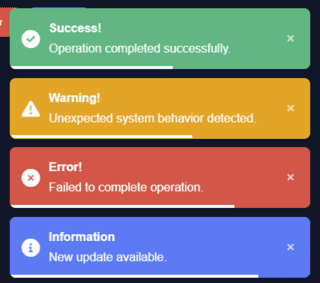 Success!
Operation completed successfully.
Warning!
Unexpected system behavior detected.
Error!
Failed to complete operation.
Information
New update available.